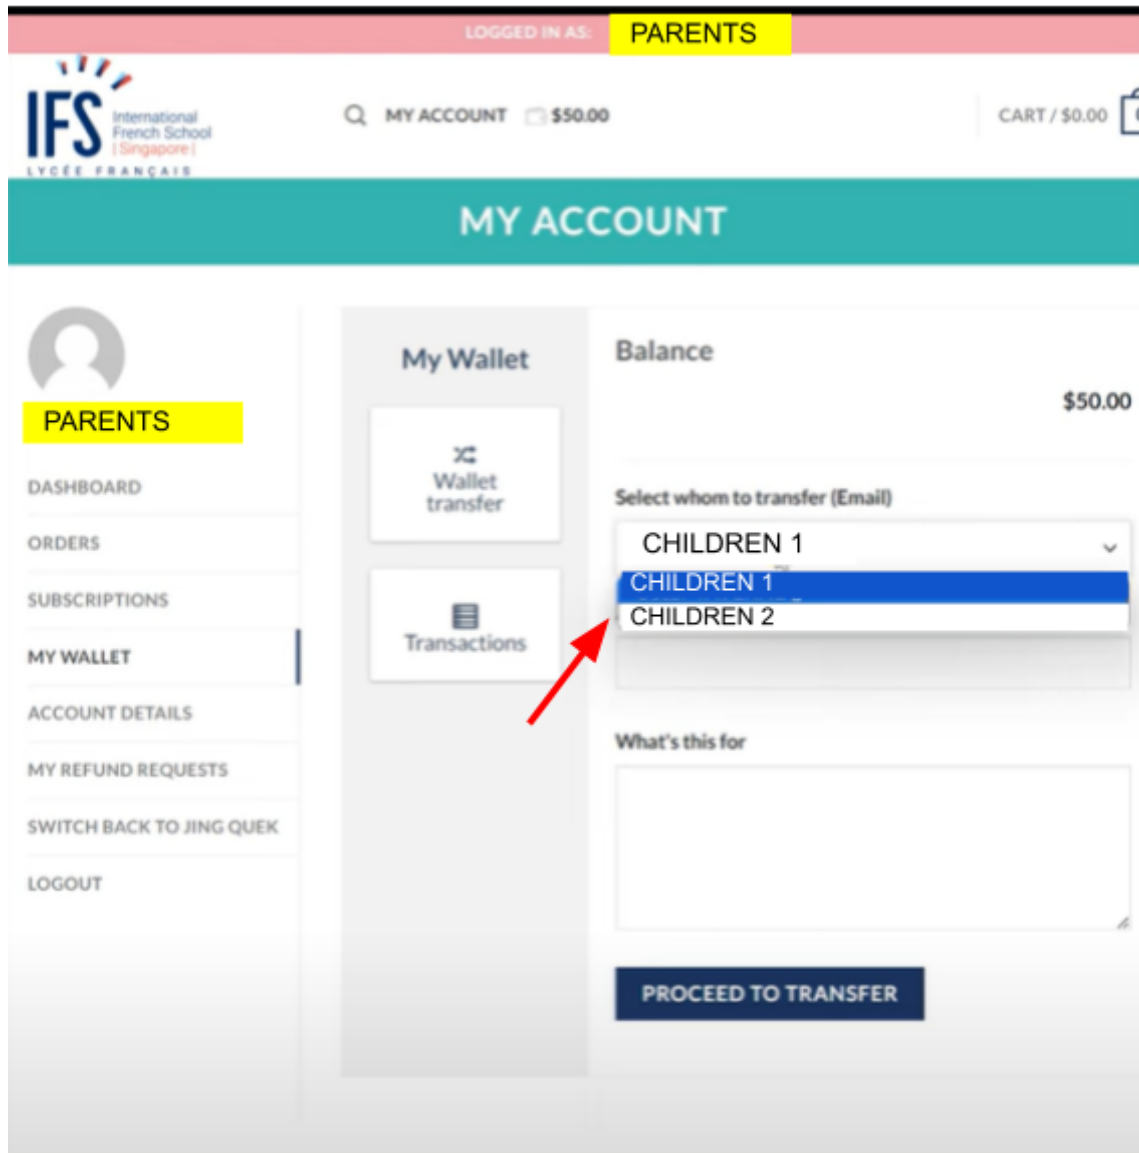 LOGGED IN AS: PARENTS
IFS International
French School
| Singapore |
LYCÉE FRANÇAIS
MY ACCOUNT $50.00
CART / $0.00
MY ACCOUNT
PARENTS
DASHBOARD
ORDERS
SUBSCRIPTIONS
MY WALLET
ACCOUNT DETAILS
MY REFUND REQUESTS
SWITCH BACK TO JING QUEK
LOGOUT
My Wallet
Wallet
transfer
Transactions
Balance
$50.00
Select whom to transfer (Email)
CHILDREN 1
CHILDREN 1
CHILDREN 2
What's this for
PROCEED TO TRANSFER